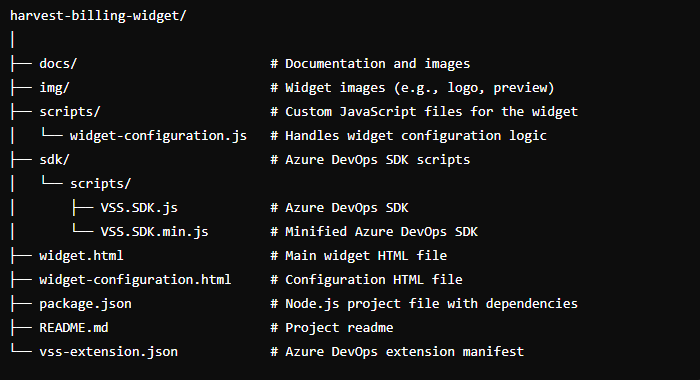 harvest-billing-widget/
│
├── docs/                         # Documentation and images
├── img/                          # Widget images (e.g., logo, preview)
├── scripts/                      # Custom JavaScript files for the widget
│   └── widget-configuration.js   # Handles widget configuration logic
├── sdk/                          # Azure DevOps SDK scripts
│   └── scripts/
│       ├── VSS.SDK.js            # Azure DevOps SDK
│       └── VSS.SDK.min.js        # Minified Azure DevOps SDK
├── widget.html                   # Main widget HTML file
├── widget-configuration.html     # Configuration HTML file
├── package.json                  # Node.js project file with dependencies
├── README.md                     # Project readme
└── vss-extension.json            # Azure DevOps extension manifest